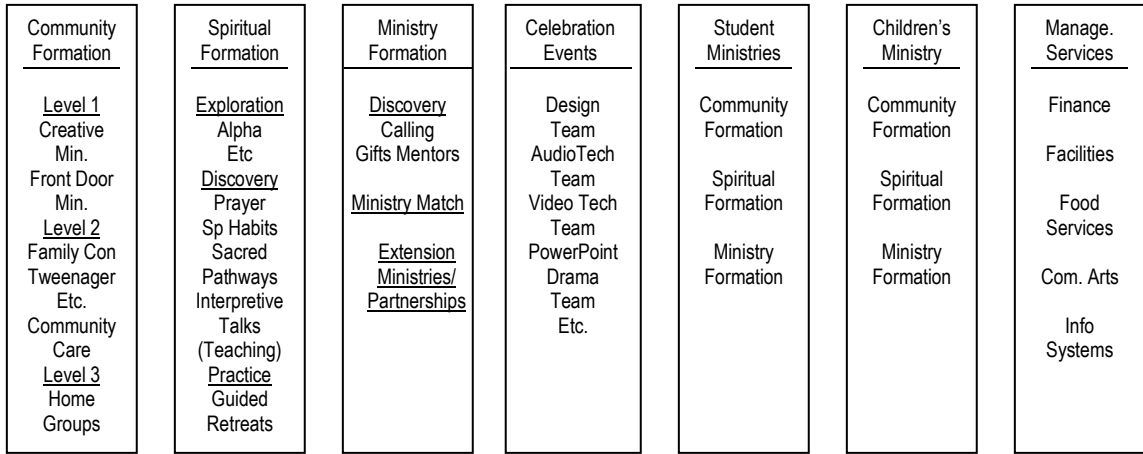 Community
Formation
Level 1
Creative
Min.
Front Door
Min.
Level 2
Family Con
Tweenager
Etc.
Community
Care
Level 3
Home
Groups
Spiritual
Formation
Exploration
Alpha
Etc
Discovery
Prayer
Sp Habits
Sacred
Pathways
Interpretive
Talks
(Teaching)
Practice
Guided
Retreats
Ministry
Formation
Discovery
Calling
Gifts Mentors
Ministry Match
Extension
Ministries/
Partnerships
Celebration
Events
Design
Team
AudioTech
Team
Video Tech
Team
PowerPoint
Drama
Team
Etc.
Student
Ministries
Community
Formation
Spiritual
Formation
Ministry
Formation
Children's
Ministry
Community
Formation
Spiritual
Formation
Ministry
Formation
Manage.
Services
Finance
Facilities
Food
Services
Com. Arts
Info
Systems